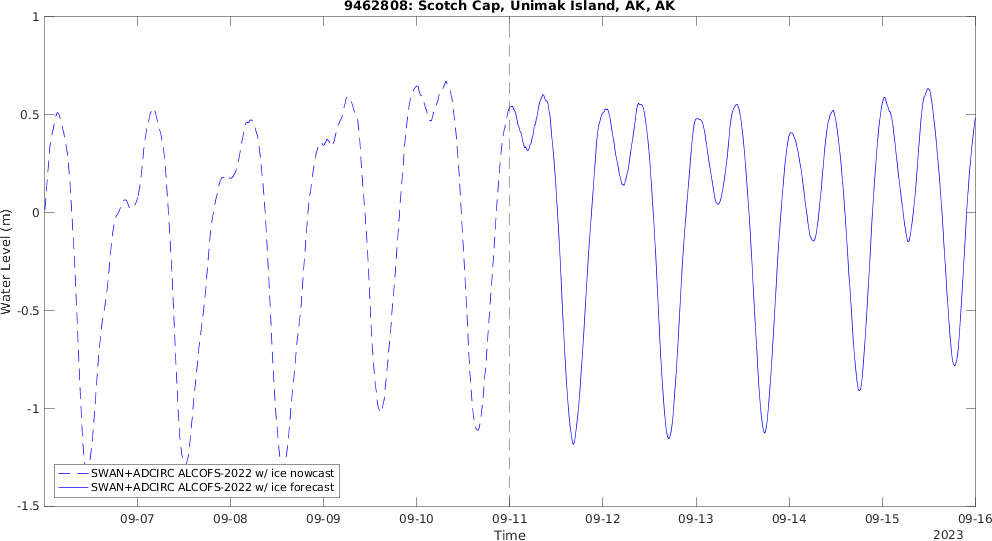 9462808: Scotch Cap, Unimak Island, AK, AK
1
0.5
0
-0.5
-1
-1.5
Water Level (m)
SWAN+ADCIRC ALCOFS-2022 w/ ice nowcast
SWAN+ADCIRC ALCOFS-2022 w/ ice forecast
09-07 09-08 09-09 09-10 09-11 09-12 09-13 09-14 09-15 09-16
Time
2023